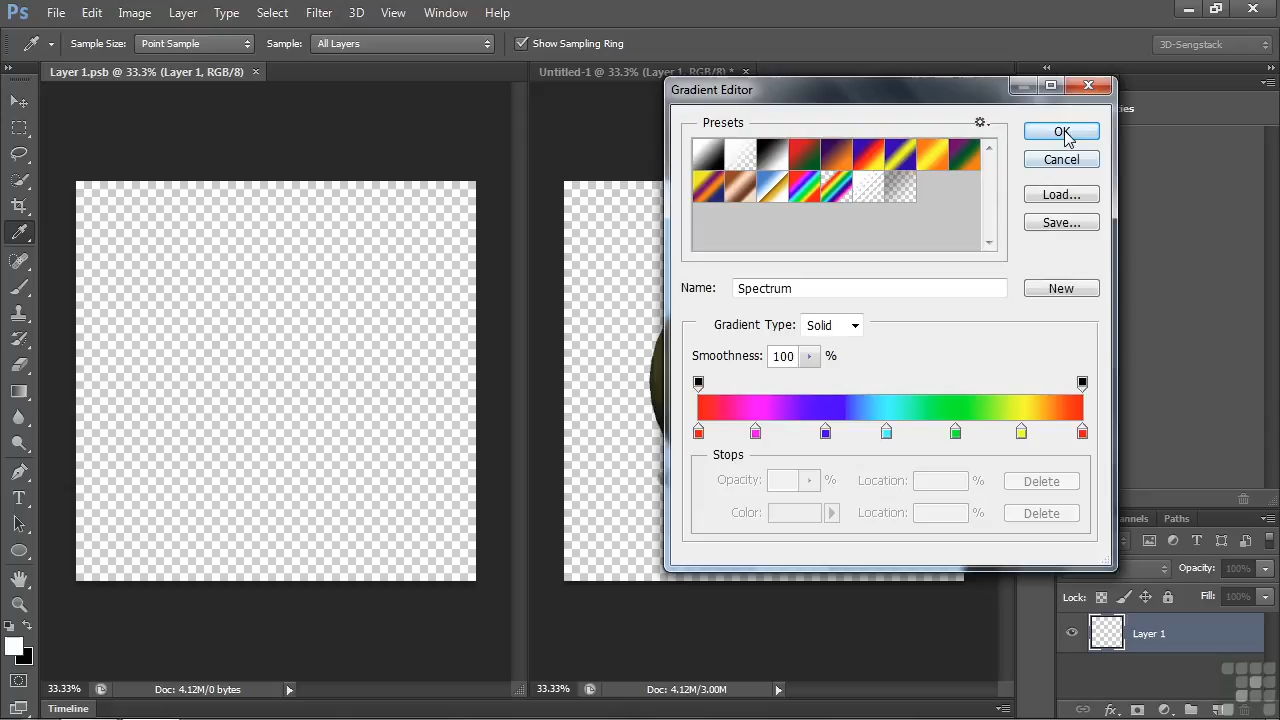 Ps File Edit Image Layer Type Select Filter 3D View Window Help
Sample Size: Point Sample Sample: All Layers Show Sampling Ring 3D-Sengstack
Layer 1.psb @ 33.3% (Layer 1, RGB/8) × Untitled-1 @ 33.3% (Layer 1, RGB/8) * ×
Gradient Editor
Presets
OK
Cancel
Load...
Save...
Name: Spectrum New
Gradient Type: Solid
Smoothness: 100 %
Stops
Opacity: % Location: % Delete
Color: Location: % Delete
Paths
Opacity: 100%
Lock: Fill: 100%
Layer 1
33.33% Doc: 4.12M/0 bytes 33.33% Doc: 4.12M/3.00M
Timeline
fx